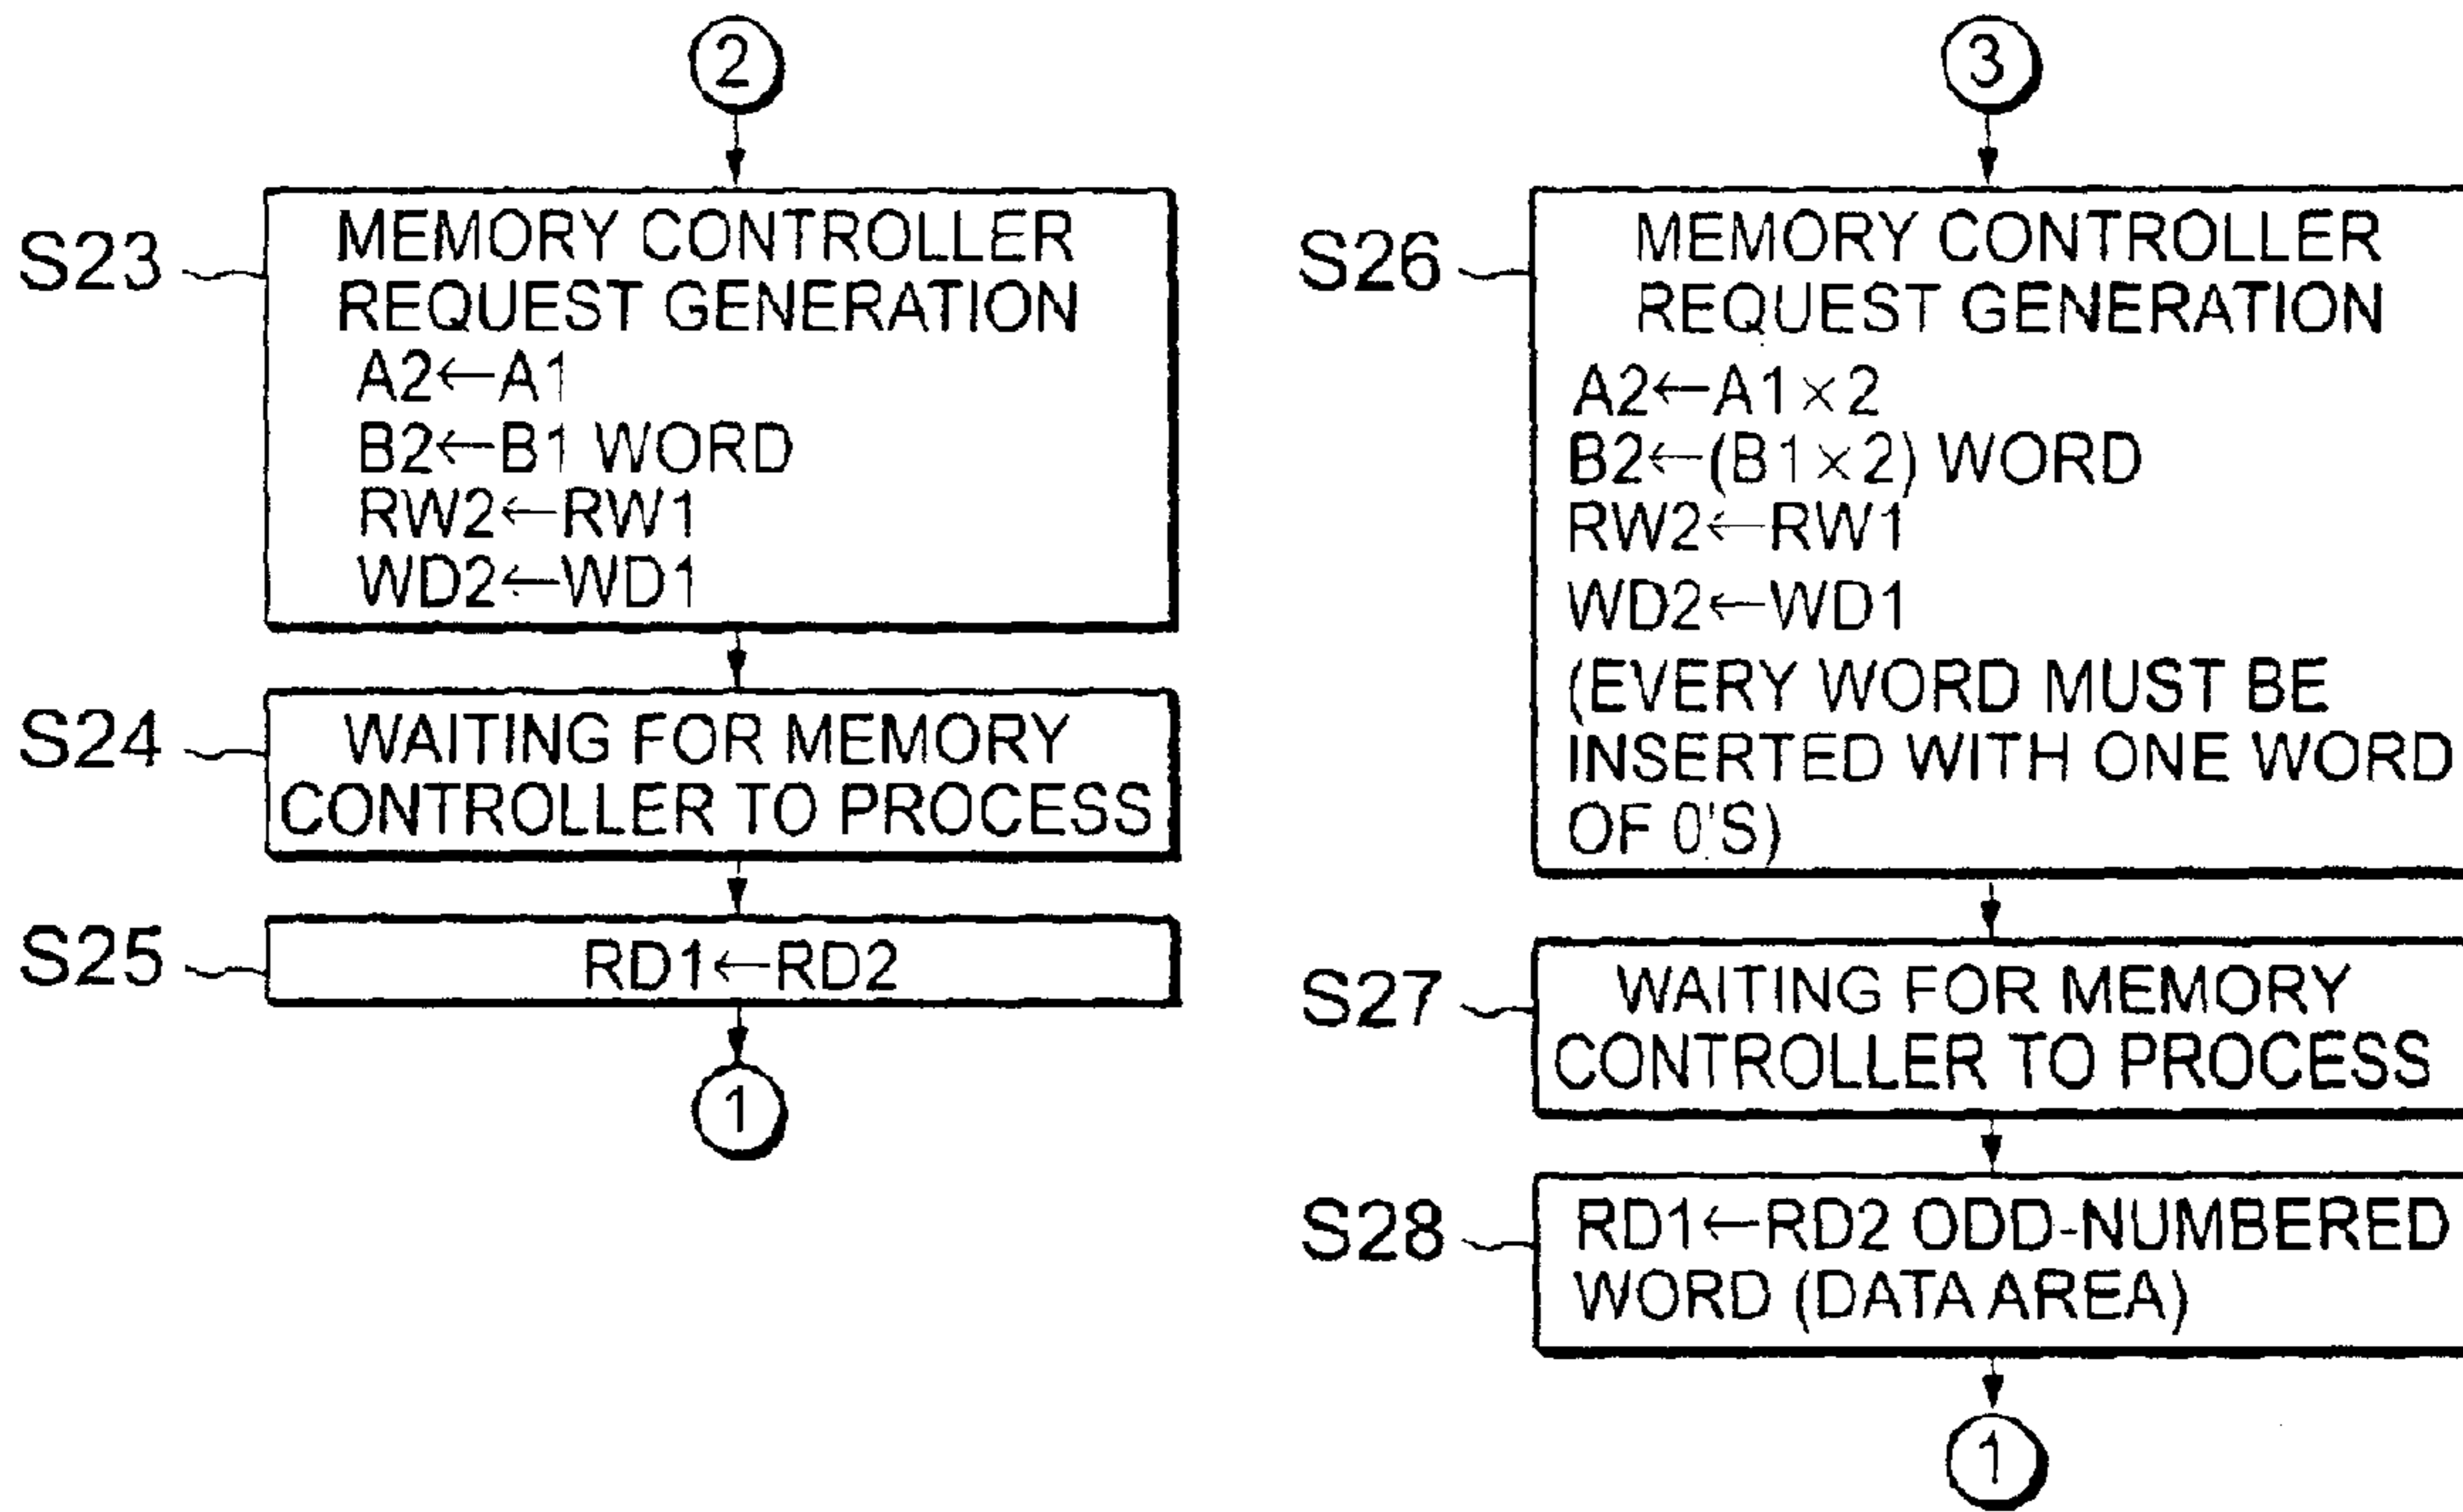 2
S23
MEMORY CONTROLLER
REQUEST GENERATION
A2←A1
B2←B1 WORD
RW2←RW1
WD2←WD1
S24
WAITING FOR MEMORY
CONTROLLER TO PROCESS
S25
RD1←RD2
1
3
S26
MEMORY CONTROLLER
REQUEST GENERATION
A2←A1×2
B2←(B1×2) WORD
RW2←RW1
WD2←WD1
(EVERY WORD MUST BE
INSERTED WITH ONE WORD
OF 0'S)
S27
WAITING FOR MEMORY
CONTROLLER TO PROCESS
S28
RD1←RD2 ODD-NUMBERED
WORD (DATA AREA)
1